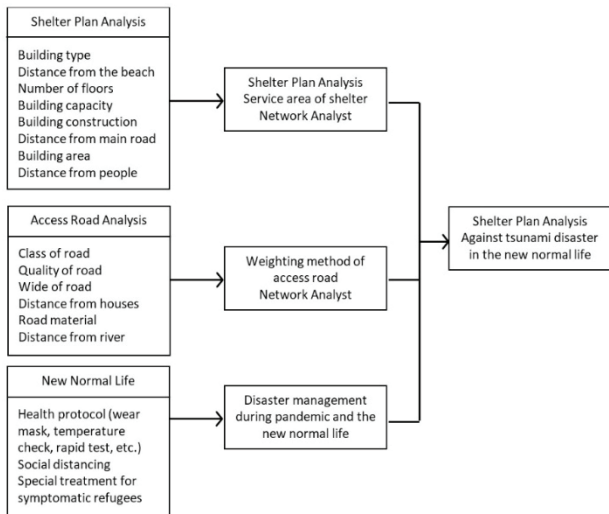 Shelter Plan Analysis
Building type
Distance from the beach
Number of floors
Building capacity
Building construction
Distance from main road
Building area
Distance from people
Shelter Plan Analysis
Service area of shelter
Network Analyst
Access Road Analysis
Class of road
Quality of road
Wide of road
Distance from houses
Road material
Distance from river
Weighting method of
access road
Network Analyst
Shelter Plan Analysis
Against tsunami disaster
in the new normal life
New Normal Life
Health protocol (wear
mask, temperature
check, rapid test, etc.)
Social distancing
Special treatment for
symptomatic refugees
Disaster management
during pandemic and the
new normal life